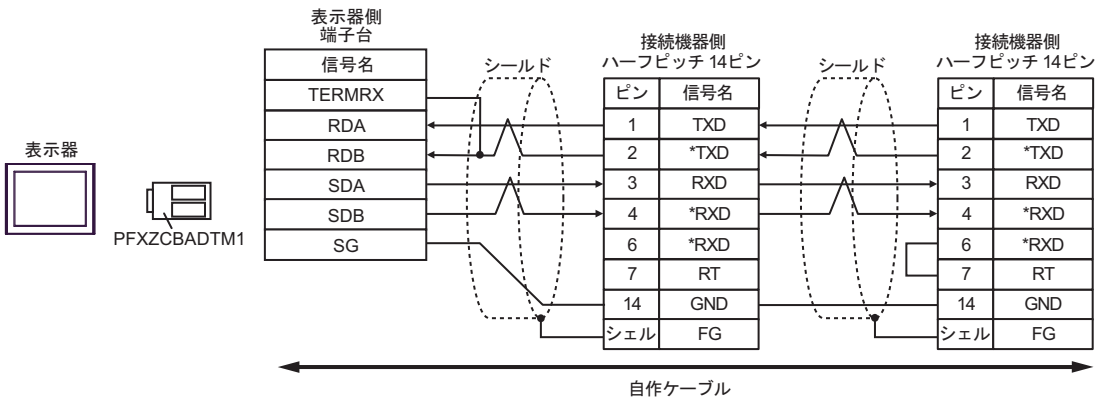 表示器
PFXZCBADTM1
表示器側
端子台
信号名
TERMRX
RDA
RDB
SDA
SDB
SG
シールド
接続機器側
ハーフピッチ 14ピン
ピン 信号名
1 TXD
2 *TXD
3 RXD
4 *RXD
6 *RXD
7 RT
14 GND
シェル FG
シールド
接続機器側
ハーフピッチ 14ピン
ピン 信号名
1 TXD
2 *TXD
3 RXD
4 *RXD
6 *RXD
7 RT
14 GND
シェル FG
自作ケーブル